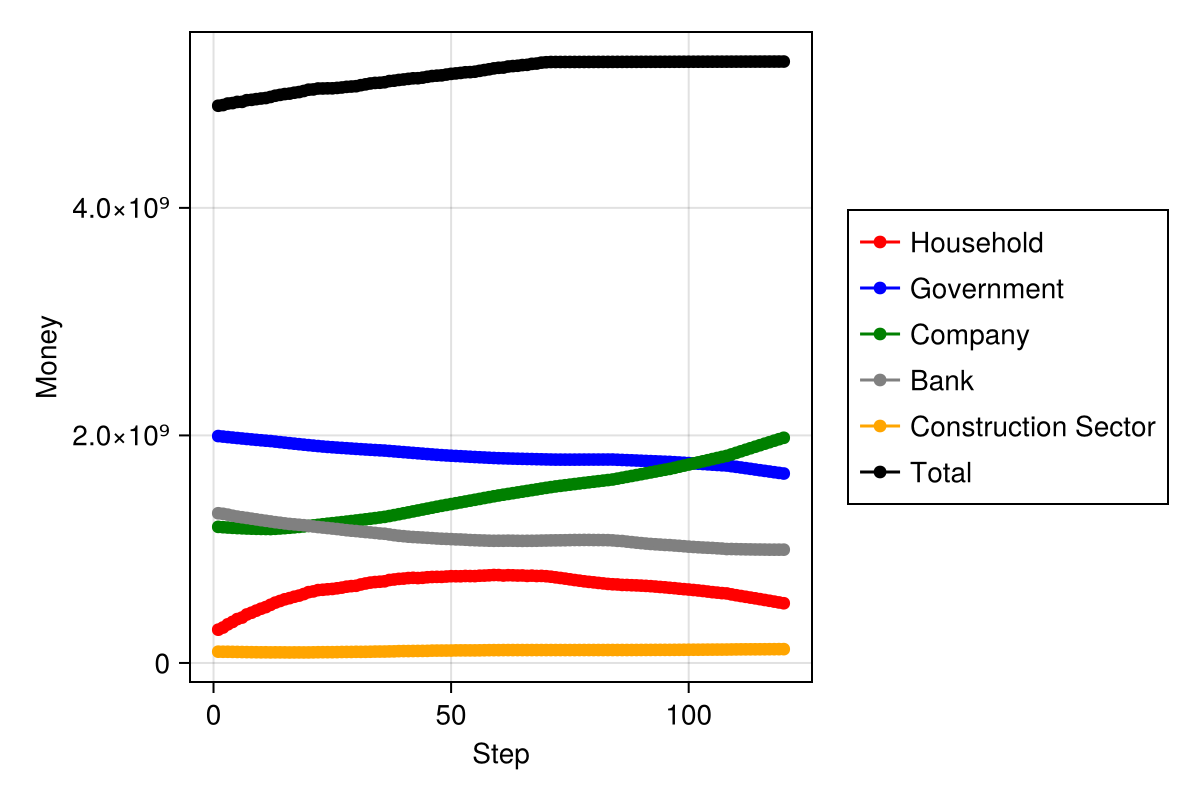 4.0×10⁹
2.0×10⁹
0
Money
0
50
100
Step
Household
Government
Company
Bank
Construction Sector
Total